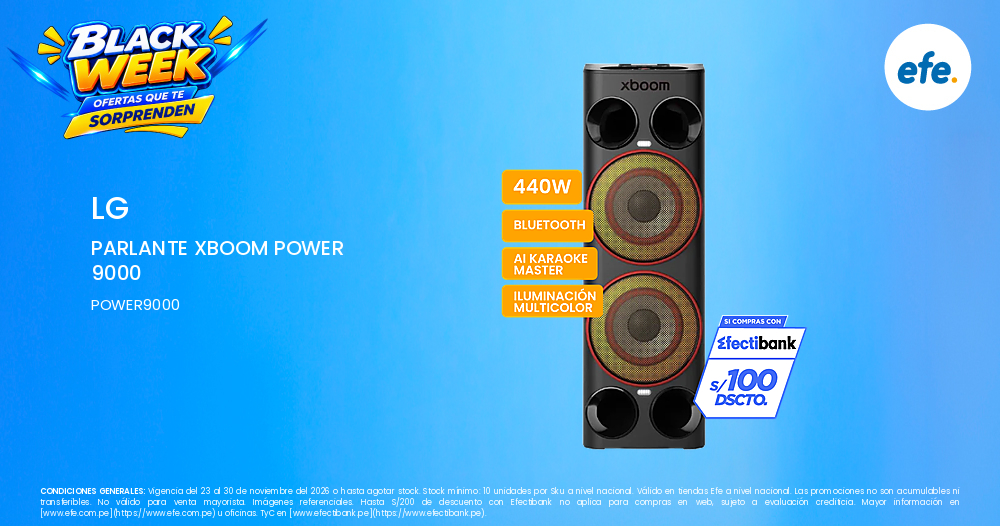 BLACK
WEEK
OFERTAS QUE TE
SORPRENDEN
efe.
xboom
LG
PARLANTE XBOOM POWER
9000
POWER9000
440W
BLUETOOTH
AI KARAOKE
MASTER
ILUMINACIÓN
MULTICOLOR
SI COMPRAS CON
Efectibank
S/100
DSCTO.
CONDICIONES GENERALES: Vigencia del 23 al 30 de noviembre del 2026 o hasta agotar stock. Stock mínimo: 10 unidades por Sku a nivel nacional. Válido en tiendas Efe a nivel nacional. Las promociones no son acumulables ni
transferibles. No válido para venta mayorista. Imágenes referenciales. Hasta S/200 de descuento con Efectibank no aplica para compras en web, sujeto a evaluación crediticia. Mayor información en
[www.efe.com.pe](https://www.efe.com.pe) u oficinas. TyC en [www.efectibank.pe](https://www.efectibank.pe).